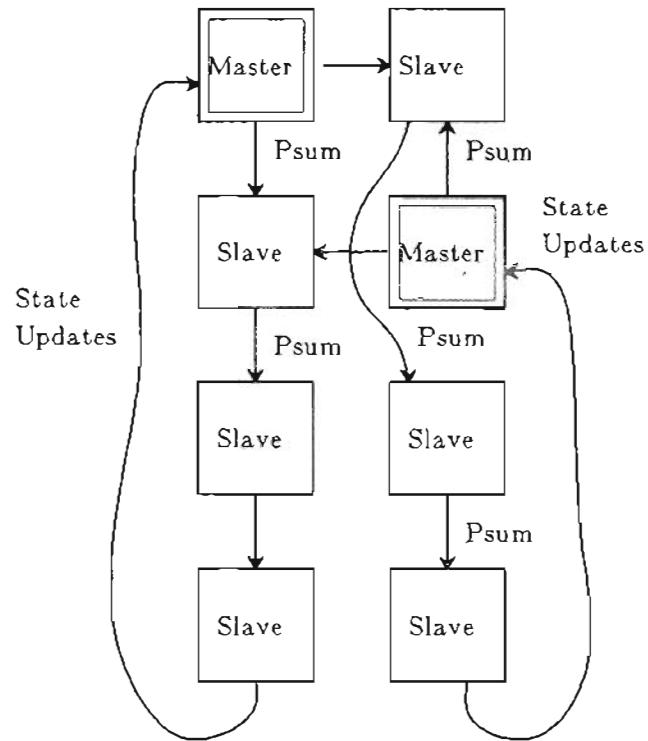 Master
Slave
Psum
Psum
Slave
Master
State
Updates
State
Updates
Psum
Psum
Slave
Slave
Psum
Slave
Slave